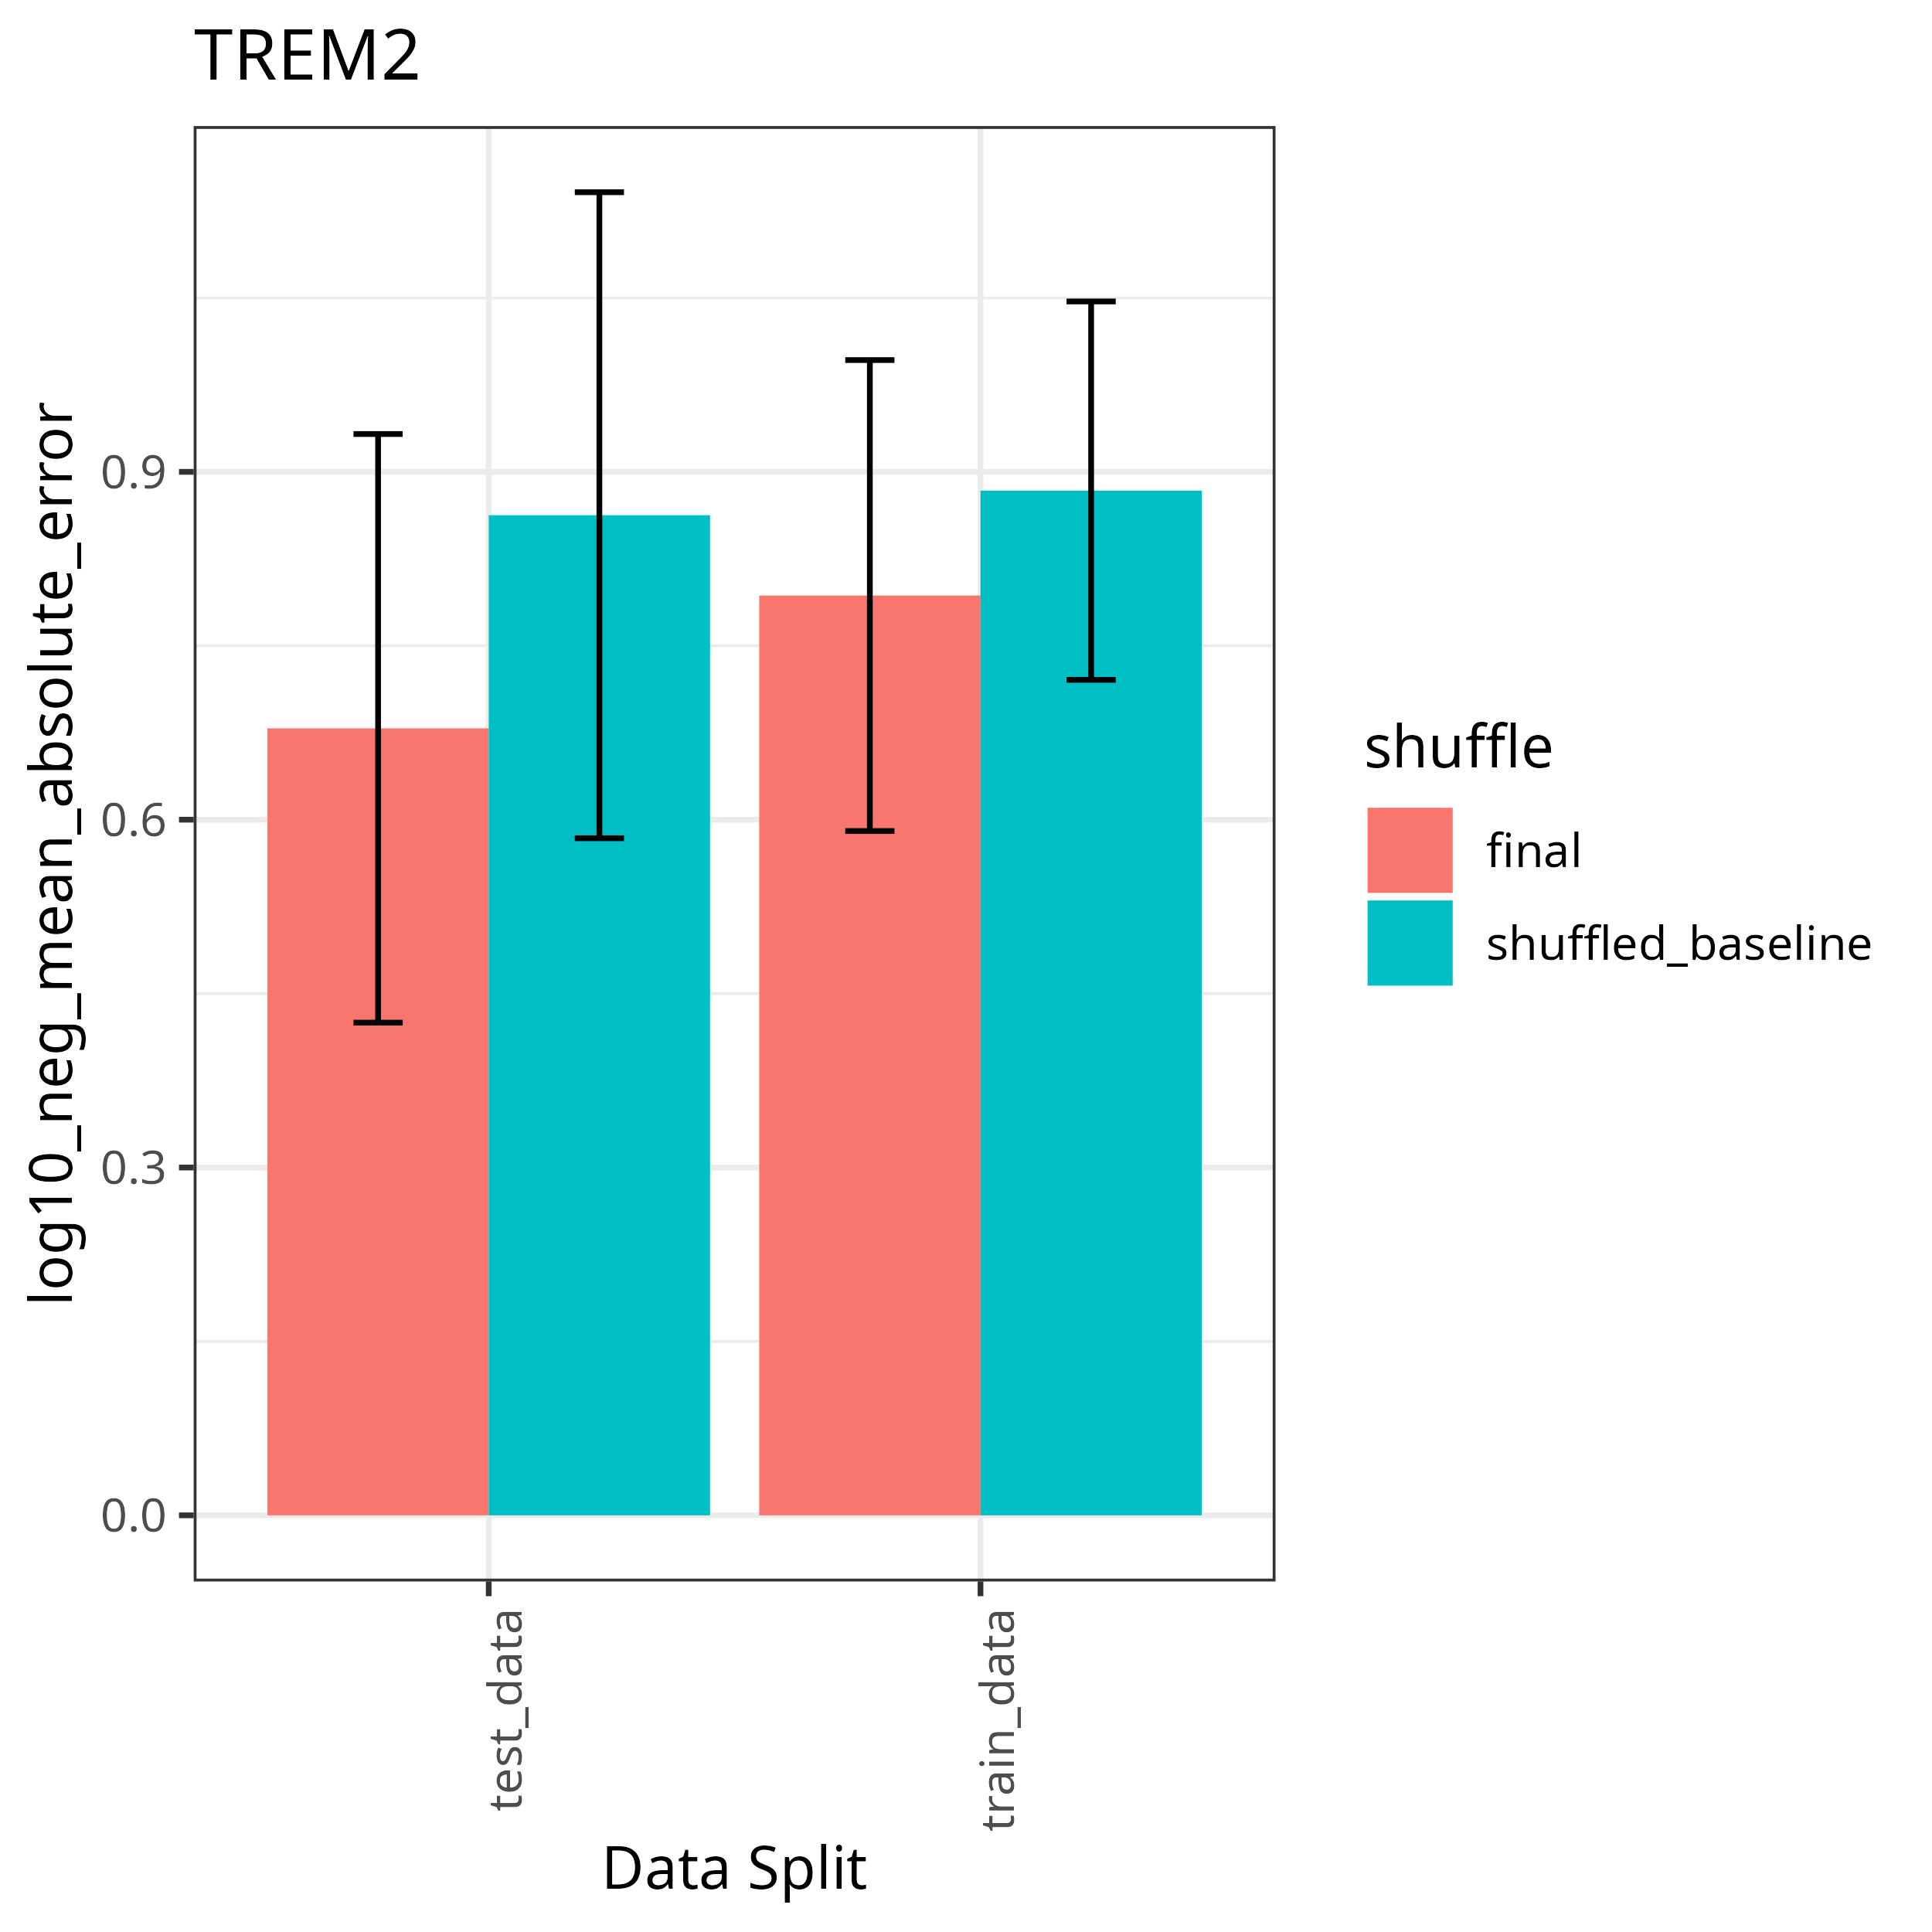 TREM2
log10_neg_mean_absolute_error
0.9
0.6
0.3
0.0
test_data
train_data
Data Split
shuffle
final
shuffled_baseline